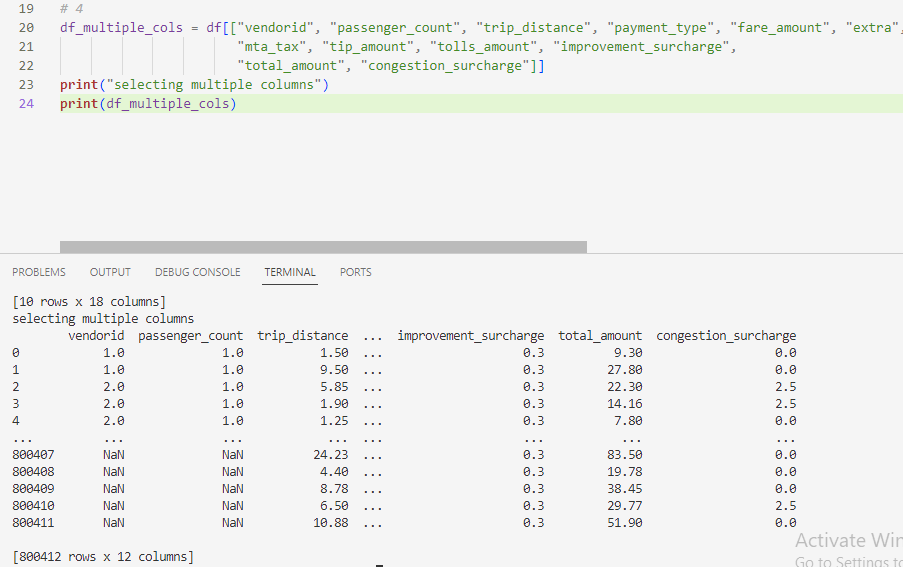 19 # 4
20 df_multiple_cols = df[["vendorid", "passenger_count", "trip_distance", "payment_type", "fare_amount", "extra",
21 "mta_tax", "tip_amount", "tolls_amount", "improvement_surcharge",
22 "total_amount", "congestion_surcharge"]]
23 print("selecting multiple columns")
24 print(df_multiple_cols)
PROBLEMS OUTPUT DEBUG CONSOLE TERMINAL PORTS
[10 rows x 18 columns]
selecting multiple columns
vendorid passenger_count trip_distance ... improvement_surcharge total_amount congestion_surcharge
0 1.0 1.0 1.50 ... 0.3 9.30 0.0
1 1.0 1.0 9.50 ... 0.3 27.80 0.0
2 2.0 1.0 5.85 ... 0.3 22.30 2.5
3 2.0 1.0 1.90 ... 0.3 14.16 2.5
4 2.0 1.0 1.25 ... 0.3 7.80 0.0
... ... ... ... ... ... ... ...
800407 NaN NaN 24.23 ... 0.3 83.50 0.0
800408 NaN NaN 4.40 ... 0.3 19.78 0.0
800409 NaN NaN 8.78 ... 0.3 38.45 0.0
800410 NaN NaN 6.50 ... 0.3 29.77 2.5
800411 NaN NaN 10.88 ... 0.3 51.90 0.0
[800412 rows x 12 columns]
Activate Win
Go to Settings to